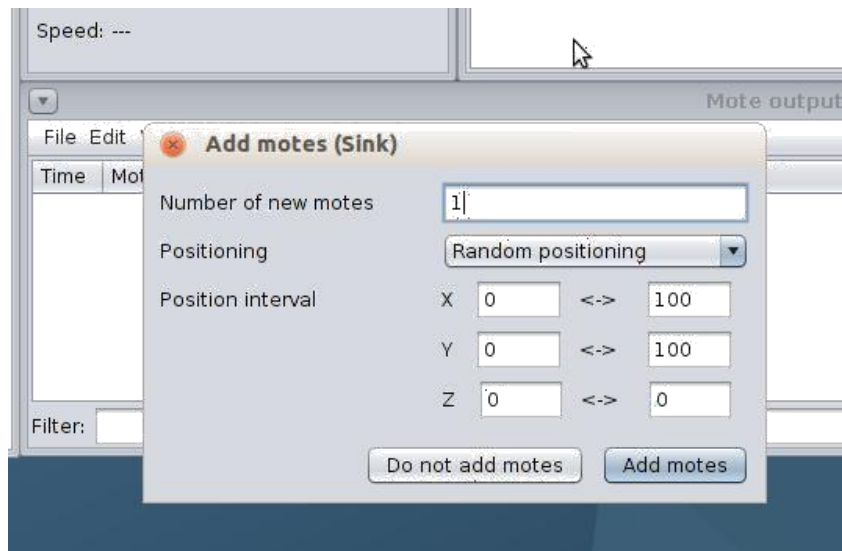 Speed: ---
Mote output
File Edit
Add motes (Sink)
Time
Number of new motes 1
Positioning Random positioning
Position interval X 0 <-> 100
Y 0 <-> 100
Z 0 <-> 0
Filter:
Do not add motes Add motes